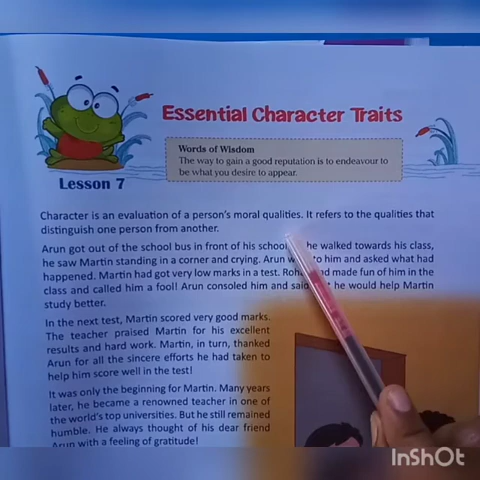 Essential Character Traits
Words of Wisdom
The way to gain a good reputation is to endeavour to
be what you desire to appear.
Lesson 7
Character is an evaluation of a person's moral qualities. It refers to the qualities that
distinguish one person from another.
Arun got out of the school bus in front of his school. he walked towards his class,
he saw Martin standing in a corner and crying. Arun to him and asked what had
happened. Martin had got very low marks in a test. made fun of him in the
class and called him a fool! Arun consoled him and he would help Martin
study better.
In the next test, Martin scored very good marks.
The teacher praised Martin for his excellent
results and hard work. Martin, in turn, thanked
Arun for all the sincere efforts he had taken to
help him score well in the test!
It was only the beginning for Martin. Many years
later, he became a renowned teacher in one of
the world's top universities. But he still remained
humble. He always thought of his dear friend
Arun with a feeling of gratitude!
InShOt